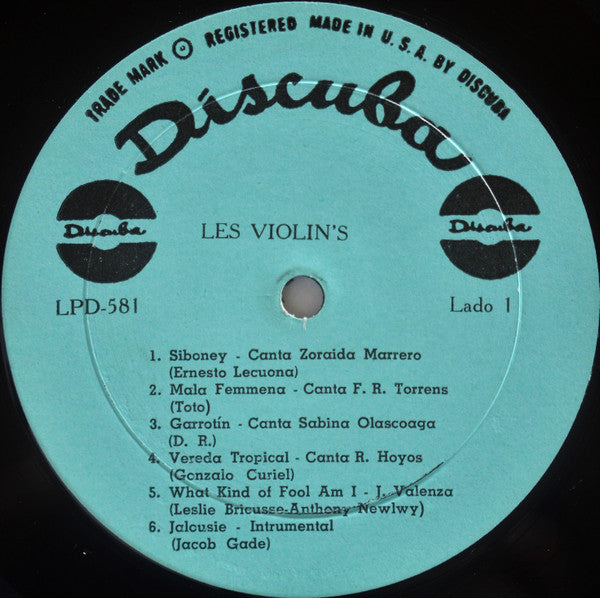 TRADE MARK REGISTERED MADE IN U.S.A. BY DISCUBA
Discuba
Discuba
Discuba
LES VIOLIN'S
LPD-581
Lado 1
1. Siboney - Canta Zoraida Marrero
(Ernesto Lecuona)
2. Mala Femmena - Canta F. R. Torrens
(Toto)
3. Garrotín - Canta Sabina Olascoaga
(D. R.)
4. Vereda Tropical - Canta R. Hoyos
(Gonzalo Curiel)
5. What Kind of Fool Am I - J. Valenza
(Leslie Bricusse-Anthony Newlwy)
6. Jalousie - Intrumental
(Jacob Gade)